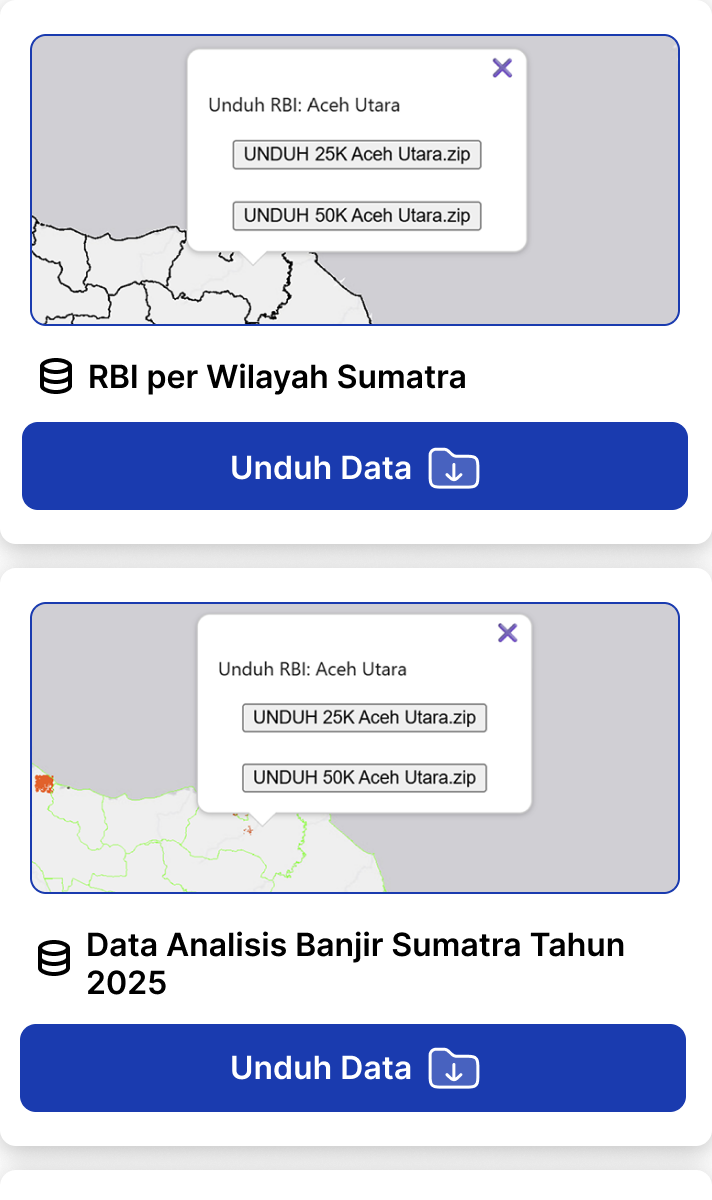 Unduh RBI: Aceh Utara
UNDUH 25K Aceh Utara.zip
UNDUH 50K Aceh Utara.zip
RBI per Wilayah Sumatra
Unduh Data
Unduh RBI: Aceh Utara
UNDUH 25K Aceh Utara.zip
UNDUH 50K Aceh Utara.zip
Data Analisis Banjir Sumatra Tahun
2025
Unduh Data